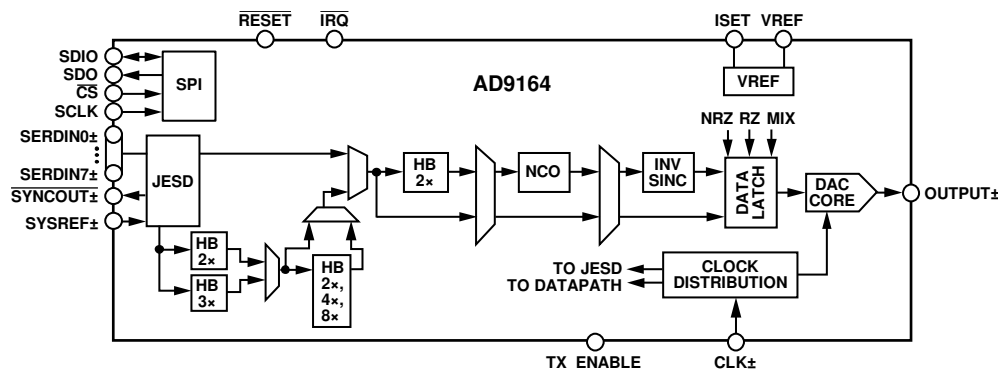 RESET IRQ ISET VREF
SDIO
SDO
CS
SCLK
SPI
AD9164
VREF
SERDIN0±
SERDIN7±
SYNCOUT±
SYSREF±
JESD
NRZ RZ MIX
HB
2×
NCO
INV
SINC
DATA
LATCH
DAC
CORE
OUTPUT±
HB
2×
HB
3×
HB
2×,
4×,
8×
TO JESD
TO DATAPATH
CLOCK
DISTRIBUTION
TX ENABLE
CLK±